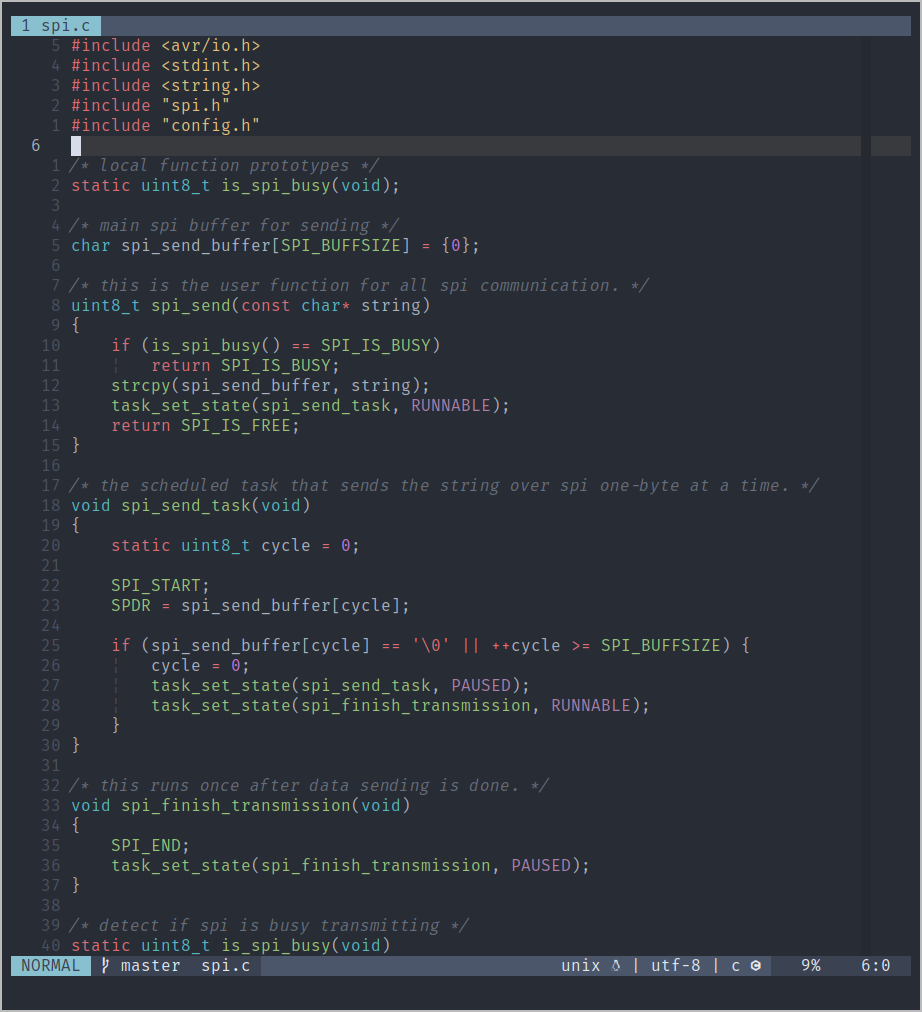 1 spi.c
5 #include <avr/io.h>
4 #include <stdint.h>
3 #include <string.h>
2 #include "spi.h"
1 #include "config.h"
6
1 /* local function prototypes */
2 static uint8_t is_spi_busy(void);
3
4 /* main spi buffer for sending */
5 char spi_send_buffer[SPI_BUFFSIZE] = {0};
6
7 /* this is the user function for all spi communication. */
8 uint8_t spi_send(const char* string)
9 {
10     if (is_spi_busy() == SPI_IS_BUSY)
11     ¦   return SPI_IS_BUSY;
12     strcpy(spi_send_buffer, string);
13     task_set_state(spi_send_task, RUNNABLE);
14     return SPI_IS_FREE;
15 }
16
17 /* the scheduled task that sends the string over spi one-byte at a time. */
18 void spi_send_task(void)
19 {
20     static uint8_t cycle = 0;
21
22     SPI_START;
23     SPDR = spi_send_buffer[cycle];
24
25     if (spi_send_buffer[cycle] == '\0' || ++cycle >= SPI_BUFFSIZE) {
26     ¦   cycle = 0;
27     ¦   task_set_state(spi_send_task, PAUSED);
28     ¦   task_set_state(spi_finish_transmission, RUNNABLE);
29     }
30 }
31
32 /* this runs once after data sending is done. */
33 void spi_finish_transmission(void)
34 {
35     SPI_END;
36     task_set_state(spi_finish_transmission, PAUSED);
37 }
38
39 /* detect if spi is busy transmitting */
40 static uint8_t is_spi_busy(void)
NORMAL master spi.c unix | utf-8 | c 9% 6:0